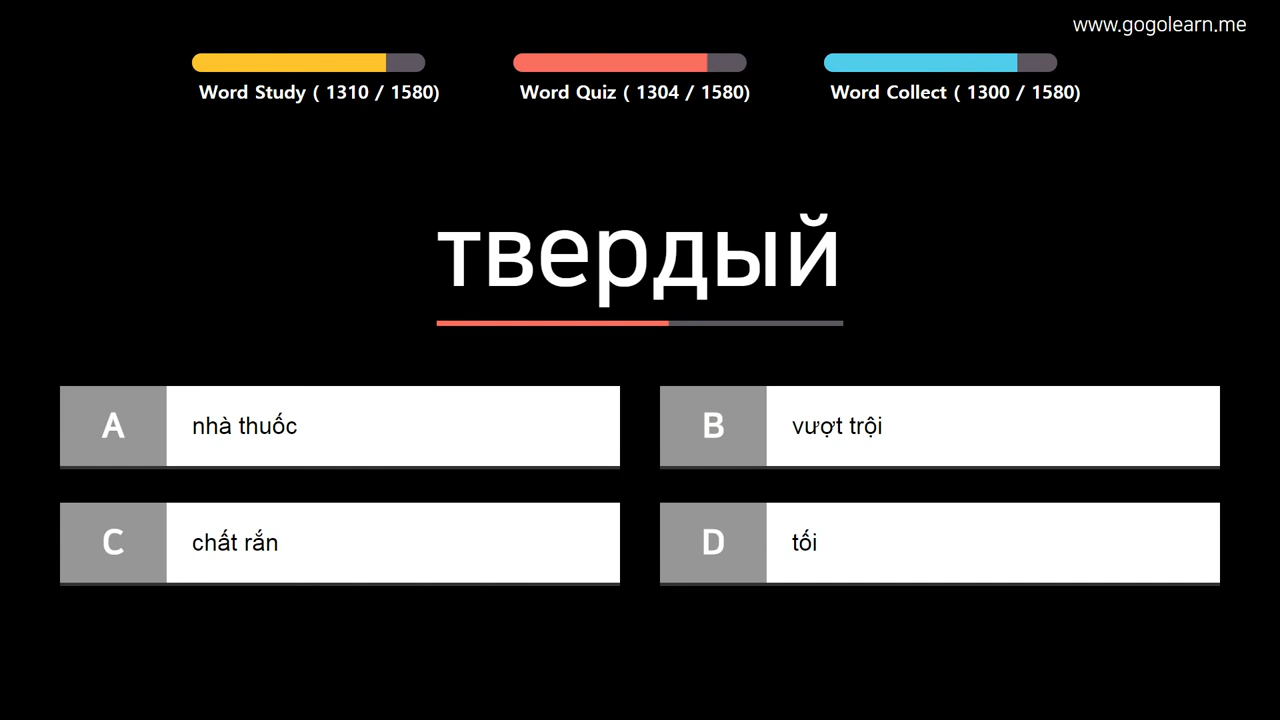 www.gogolearn.me
Word Study ( 1310 / 1580)
Word Quiz ( 1304 / 1580)
Word Collect ( 1300 / 1580)
твердый
A nhà thuốc
B vượt trội
C chất rắn
D tối